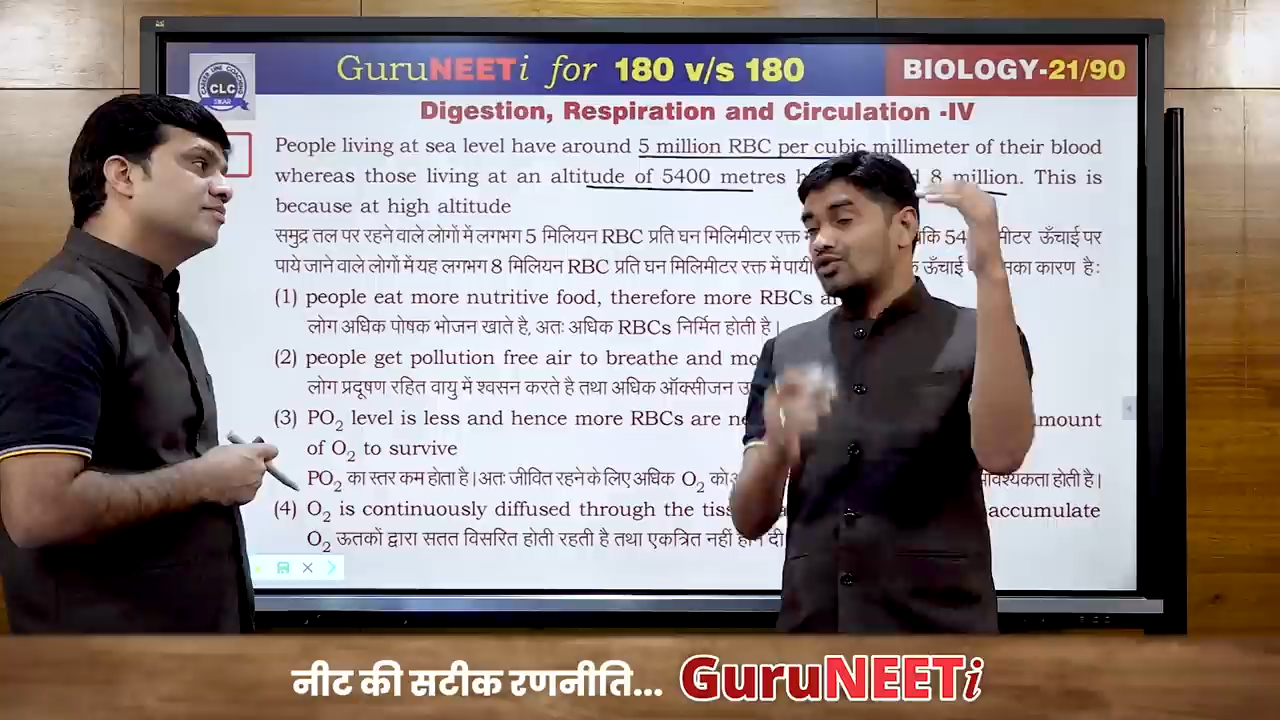 CAREER LINE COACHING
CLC
SIKAR
GuruNEETi for 180 v/s 180
BIOLOGY-21/90
Digestion, Respiration and Circulation -IV
People living at sea level have around 5 million RBC per cubic millimeter of their blood
whereas those living at an altitude of 5400 metres 8 million. This is
because at high altitude
समुद्र तल पर रहने वाले लोगों में लगभग 5 मिलियन RBC प्रति घन मिलिमीटर रक्त ऊँचाई पर
पाये जाने वाले लोगों में यह लगभग 8 मिलियन RBC प्रति घन मिलिमीटर रक्त में ऊँचाई कारण है:
(1) people eat more nutritive food, therefore more RBCs
लोग अधिक पोषक भोजन खाते है, अतः अधिक RBCs निर्मित होती है।
(2) people get pollution free air to breathe and
लोग प्रदूषण रहित वायु में श्वसन करते है तथा अधिक ऑक्सीजन
(3) PO2 level is less and hence more RBCs are
of O2 to survive
PO2 का स्तर कम होता है। अतः जीवित रहने के लिए अधिक O2 को होती है।
(4) O2 is continuously diffused through the accumulate
O2 ऊतकों द्वारा सतत विसरित होती रहती है तथा एकत्रित नहीं
नीट की सटीक रणनीति... GuruNEETi